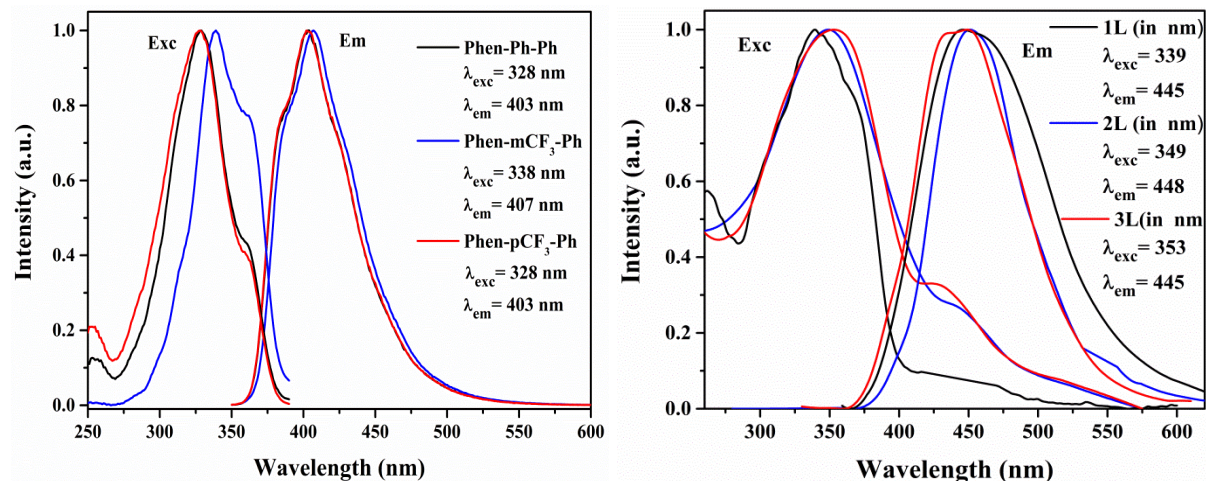 Exc
Em
Phen-Ph-Ph
λexc= 328 nm
λem= 403 nm
Phen-mCF3-Ph
λexc= 338 nm
λem= 407 nm
Phen-pCF3-Ph
λexc= 328 nm
λem= 403 nm
1.0
0.8
0.6
0.4
0.2
0.0
Intensity (a.u.)
250 300 350 400 450 500 550 600
Wavelength (nm)
Exc
Em
1L (in nm)
λexc= 339
λem= 445
2L (in nm)
λexc= 349
λem= 448
3L(in nm)
λexc= 353
λem= 445
1.0
0.8
0.6
0.4
0.2
0.0
Intensity (a.u.)
300 350 400 450 500 550 600
Wavelength (nm)